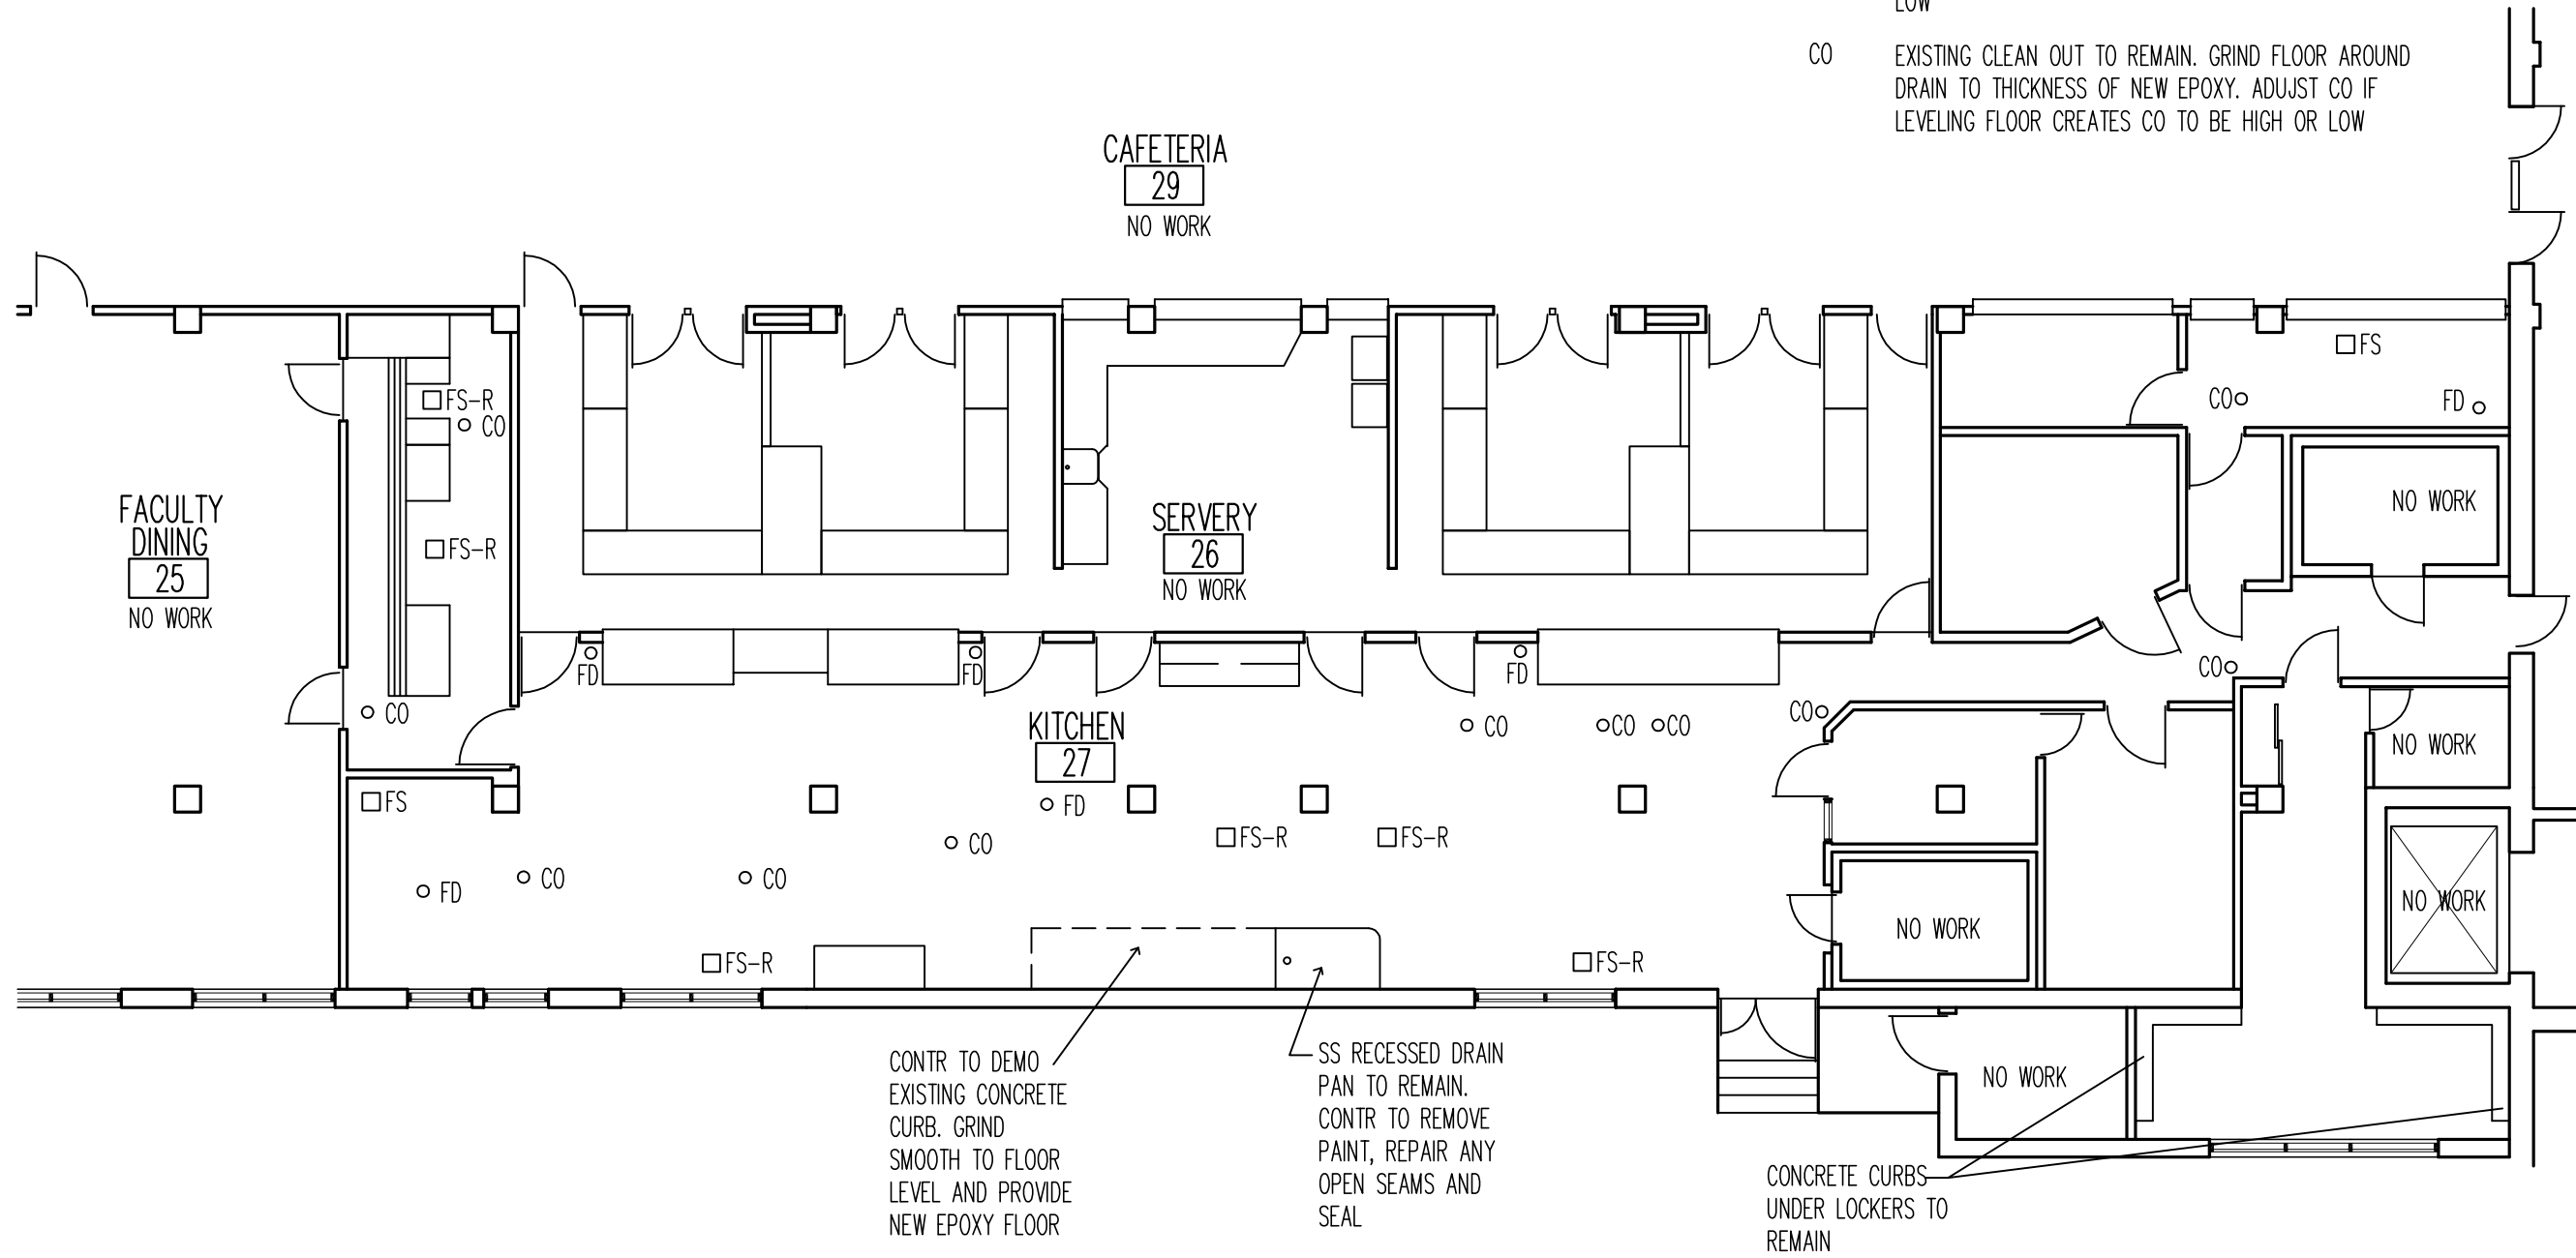 LOW
CO EXISTING CLEAN OUT TO REMAIN. GRIND FLOOR AROUND
DRAIN TO THICKNESS OF NEW EPOXY. ADUJST CO IF
LEVELING FLOOR CREATES CO TO BE HIGH OR LOW
CAFETERIA
29
NO WORK
FS
FS-R
CO
CO
FD
FACULTY
DINING
25
NO WORK
FS-R
SERVERY
26
NO WORK
NO WORK
FD
FD
FD
CO
CO
KITCHEN
27
CO
CO
CO
CO
NO WORK
FS
FD
FS-R
FS-R
CO
FD
CO
CO
NO WORK
NO WORK
FS-R
FS-R
CONTR TO DEMO
EXISTING CONCRETE
CURB. GRIND
SMOOTH TO FLOOR
LEVEL AND PROVIDE
NEW EPOXY FLOOR
SS RECESSED DRAIN
PAN TO REMAIN.
CONTR TO REMOVE
PAINT, REPAIR ANY
OPEN SEAMS AND
SEAL
NO WORK
CONCRETE CURBS
UNDER LOCKERS TO
REMAIN